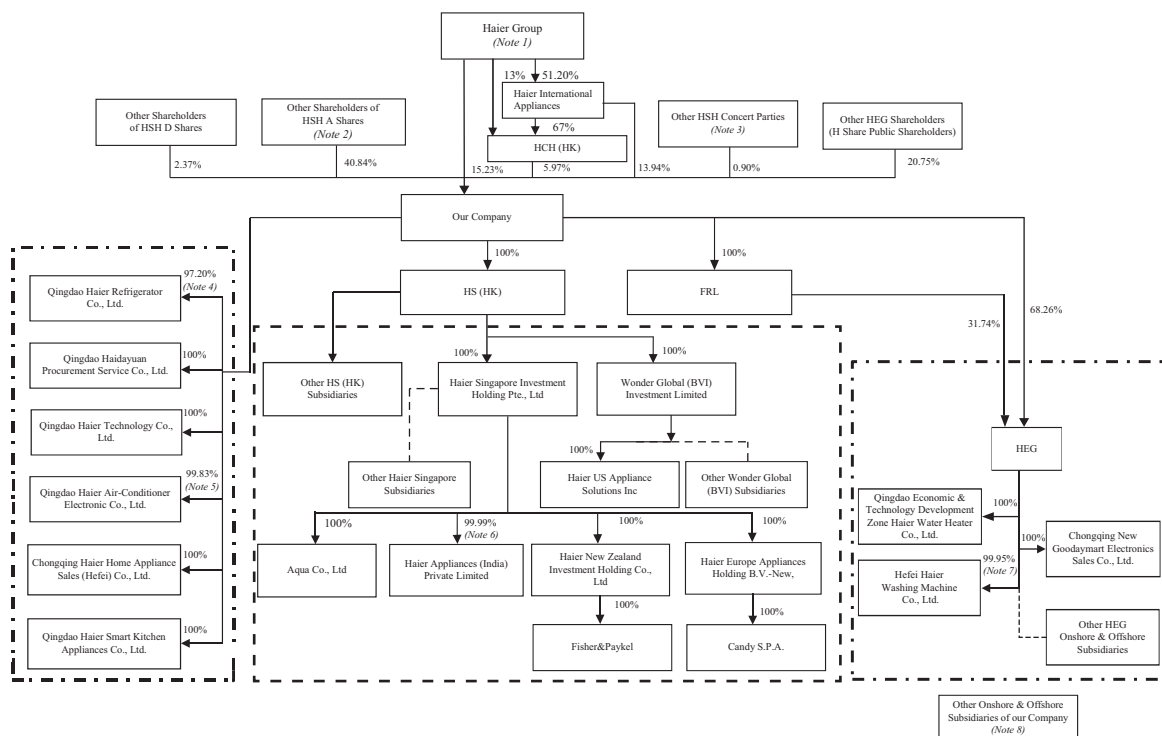 Haier Group
(Note 1)
13%
51.20%
Haier International
Appliances
67%
HCH (HK)
Other Shareholders
of HSH D Shares
Other Shareholders of
HSH A Shares
(Note 2)
Other HSH Concert Parties
(Note 3)
Other HEG Shareholders
(H Share Public Shareholders)
2.37%
40.84%
15.23%
5.97%
13.94%
0.90%
20.75%
Our Company
100%
100%
HS (HK)
FRL
31.74%
68.26%
97.20%
(Note 4)
Qingdao Haier Refrigerator
Co., Ltd.
100%
Qingdao Haidayuan
Procurement Service Co., Ltd.
100%
Qingdao Haier Technology Co.,
Ltd.
99.83%
(Note 5)
Qingdao Haier Air-Conditioner
Electronic Co., Ltd.
100%
Chongqing Haier Home Appliance
Sales (Hefei) Co., Ltd.
100%
Qingdao Haier Smart Kitchen
Appliances Co., Ltd.
100%
100%
Other HS (HK)
Subsidiaries
Haier Singapore Investment
Holding Pte., Ltd
Wonder Global (BVI)
Investment Limited
100%
Other Haier Singapore
Subsidiaries
Haier US Appliance
Solutions Inc
Other Wonder Global
(BVI) Subsidiaries
100%
99.99%
(Note 6)
100%
100%
Aqua Co., Ltd
Haier Appliances (India)
Private Limited
Haier New Zealand
Investment Holding Co.,
Ltd
Haier Europe Appliances
Holding B.V.-New,
100%
100%
Fisher&Paykel
Candy S.P.A.
HEG
100%
Qingdao Economic &
Technology Development
Zone Haier Water Heater
Co., Ltd.
100%
Chongqing New
Goodaymart Electronics
Sales Co., Ltd.
99.95%
(Note 7)
Hefei Haier
Washing Machine
Co., Ltd.
Other HEG
Onshore & Offshore
Subsidiaries
Other Onshore & Offshore
Subsidiaries of our Company
(Note 8)